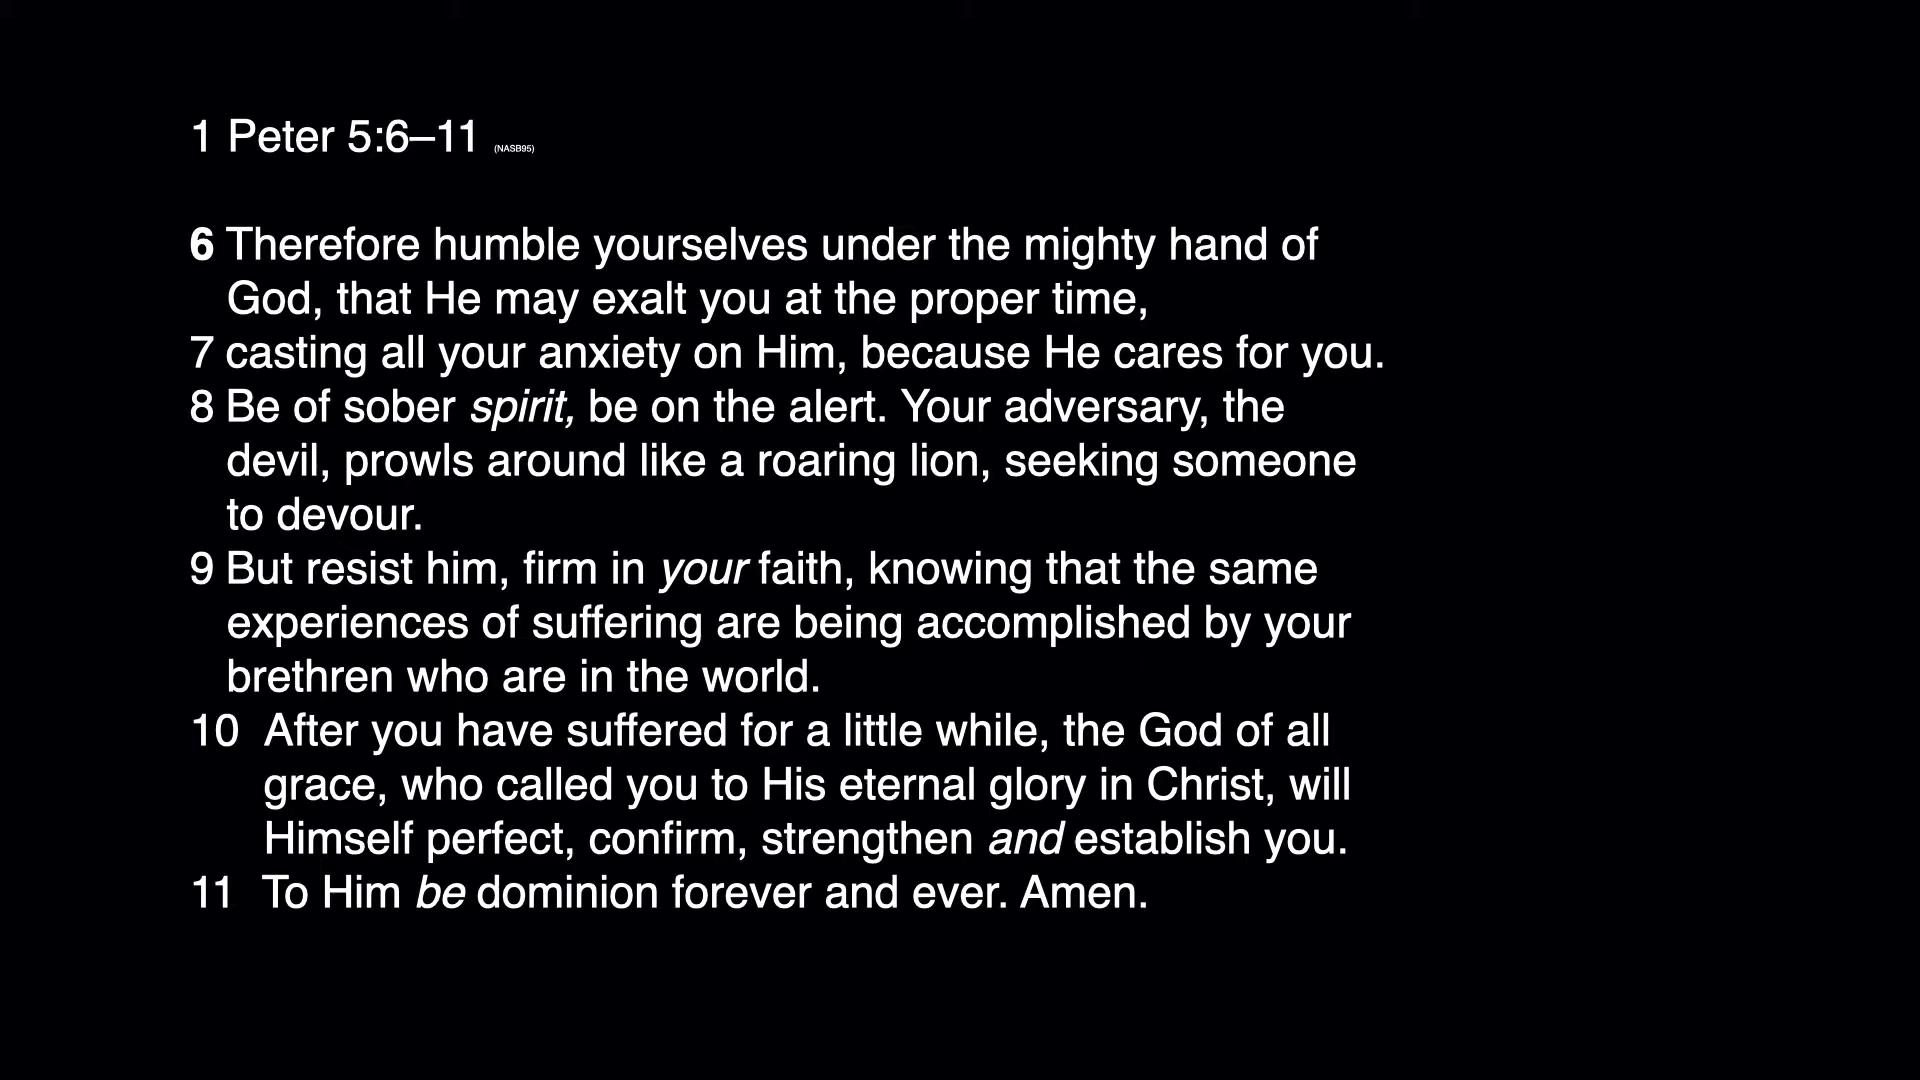 1 Peter 5:6–11 (NASB95)
6 Therefore humble yourselves under the mighty hand of
God, that He may exalt you at the proper time,
7 casting all your anxiety on Him, because He cares for you.
8 Be of sober spirit, be on the alert. Your adversary, the
devil, prowls around like a roaring lion, seeking someone
to devour.
9 But resist him, firm in your faith, knowing that the same
experiences of suffering are being accomplished by your
brethren who are in the world.
10 After you have suffered for a little while, the God of all
grace, who called you to His eternal glory in Christ, will
Himself perfect, confirm, strengthen and establish you.
11 To Him be dominion forever and ever. Amen.